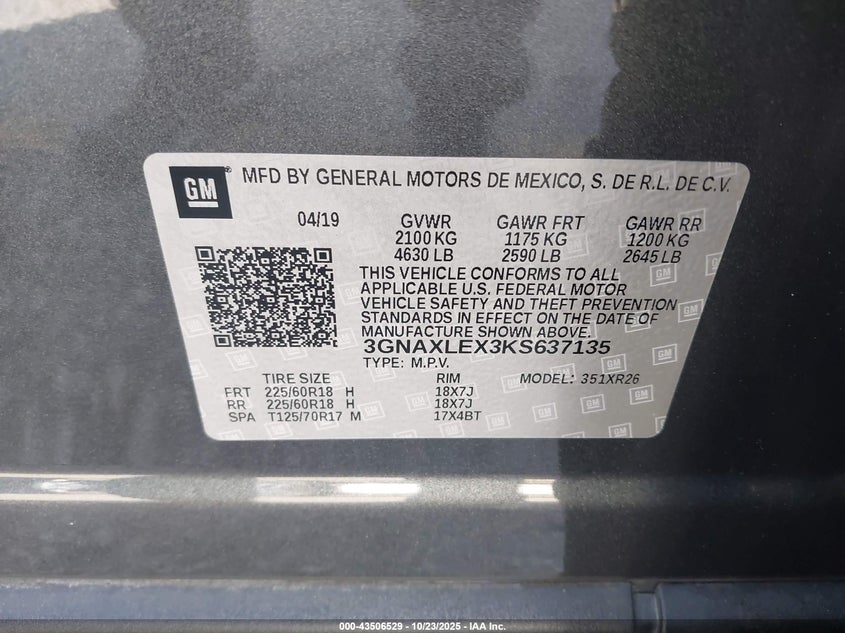 GM ® MFD BY GENERAL MOTORS DE MEXICO, S. DE R.L. DE C.V.
04/19 GVWR GAWR FRT GAWR RR
2100 KG 1175 KG 1200 KG
4630 LB 2590 LB 2645 LB
THIS VEHICLE CONFORMS TO ALL
APPLICABLE U.S. FEDERAL MOTOR
VEHICLE SAFETY AND THEFT PREVENTION
STANDARDS IN EFFECT ON THE DATE OF
MANUFACTURE SHOWN ABOVE.
3GNAXLEX3KS637135
TYPE: M.P.V.
TIRE SIZE RIM MODEL: 351XR26
FRT 225/60R18 H 18X7J
RR 225/60R18 H 18X7J
SPA T125/70R17 M 17X4BT
000-43506529 - 10/23/2025 - IAA Inc.